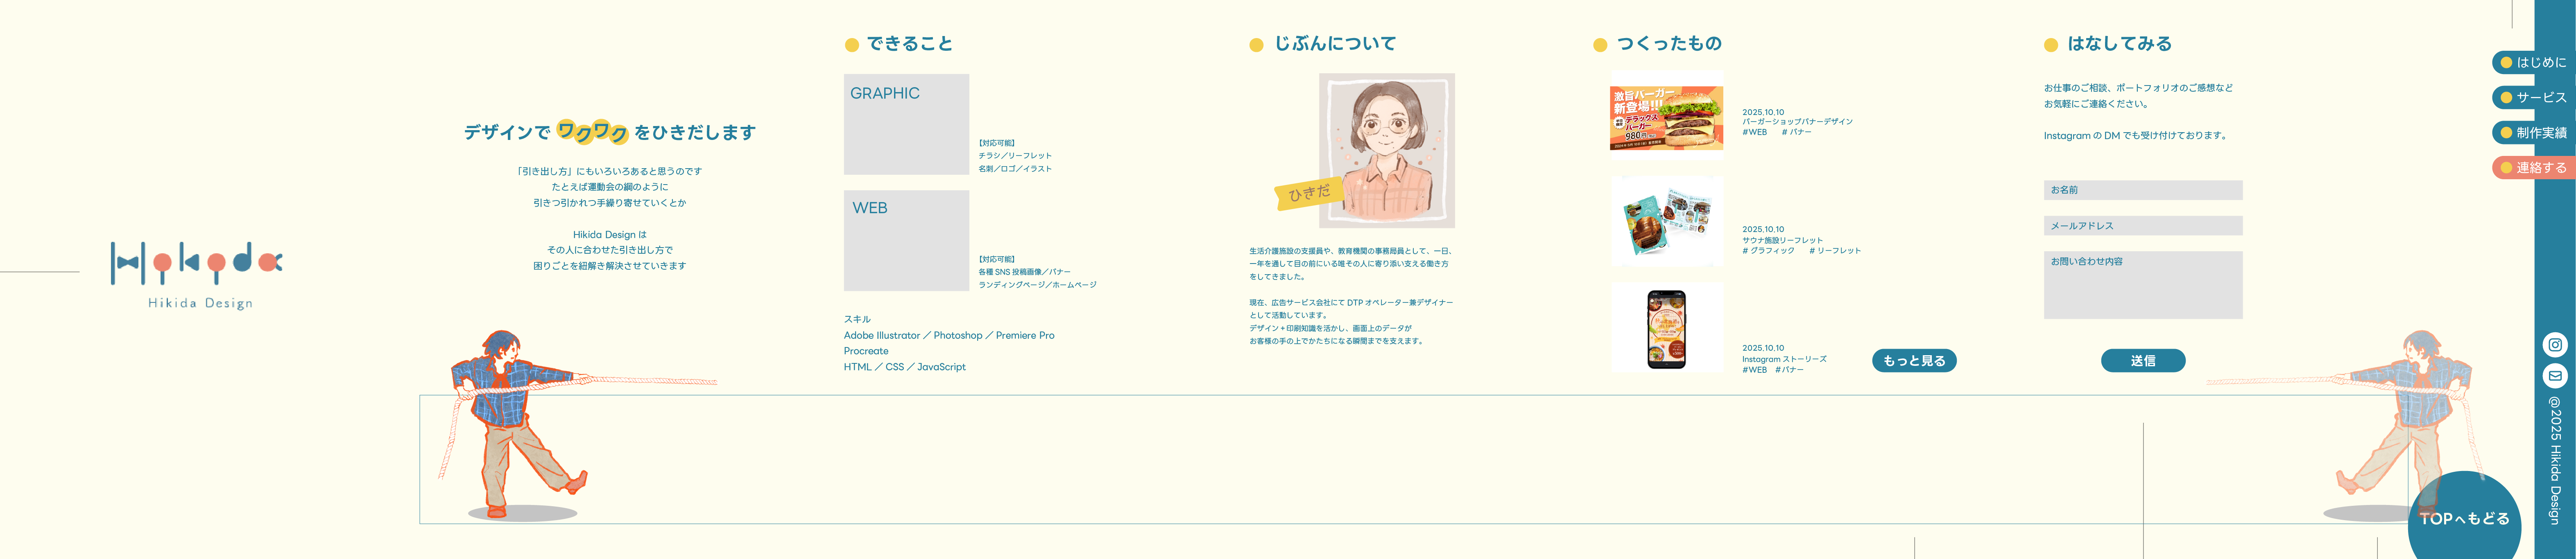 Hikida
Hikida Design
デザインで ワクワク をひきだします
「引き出し方」にもいろいろあると思うのです
たとえば運動会の綱のように
引きつ引かれつ手繰り寄せていくとか
Hikida Design は
その人に合わせた引き出し方で
困りごとを紐解き解決させていきます
できること
GRAPHIC
【対応可能】
チラシ／リーフレット
名刺／ロゴ／イラスト
WEB
【対応可能】
各種 SNS 投稿画像／バナー
ランディングページ／ホームページ
スキル
Adobe Illustrator ／ Photoshop ／ Premiere Pro
Procreate
HTML ／ CSS ／ JavaScript
じぶんについて
ひきだ
生活介護施設の支援員や、教育機関の事務局員として、一日、
一年を通して目の前にいる唯その人に寄り添い支える働き方
をしてきました。
現在、広告サービス会社にて DTP オペレーター兼デザイナー
として活動しています。
デザイン＋印刷知識を活かし、画面上のデータが
お客様の手の上でかたちになる瞬間までを支えます。
つくったもの
激旨バーガー
新登場!!!
デラックス
バーガー
980円
2025.10.10
バーガーショップバナーデザイン
#WEB　# バナー
2025.10.10
サウナ施設リーフレット
# グラフィック　# リーフレット
2025.10.10
Instagram ストーリーズ
#WEB　#バナー
もっと見る
はなしてみる
お仕事のご相談、ポートフォリオのご感想など
お気軽にご連絡ください。
Instagram の DM でも受け付けております。
お名前
メールアドレス
お問い合わせ内容
送信
はじめに
サービス
制作実績
連絡する
@2025 Hikida Design
TOPへもどる